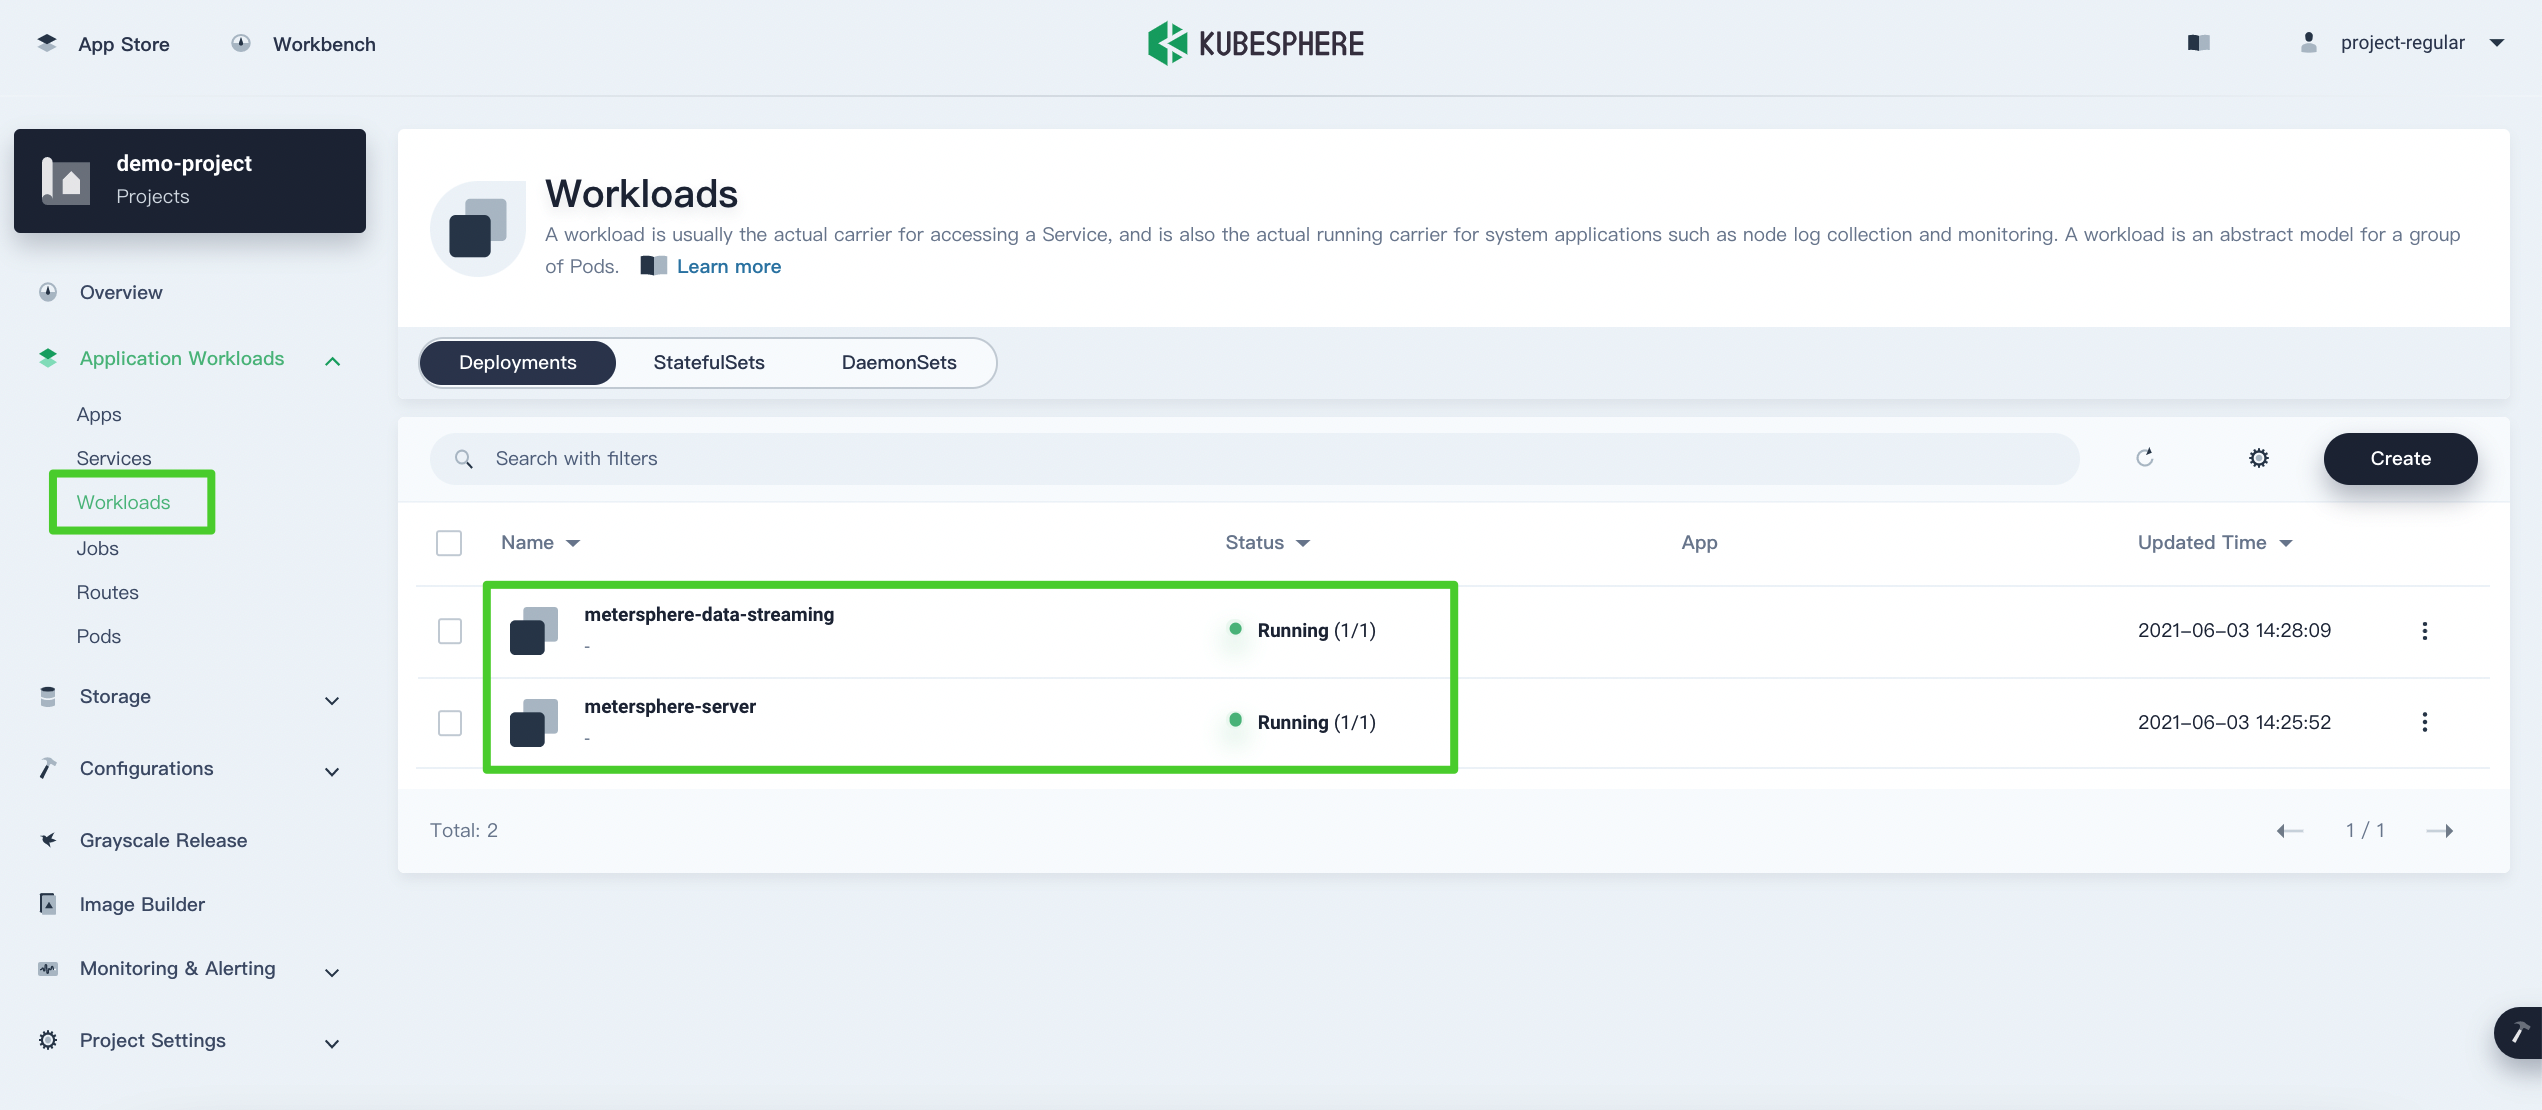 App Store
Workbench
KUBESPHERE
project-regular
demo-project
Projects
Overview
Application Workloads
Apps
Services
Workloads
Jobs
Routes
Pods
Storage
Configurations
Grayscale Release
Image Builder
Monitoring & Alerting
Project Settings
Workloads
A workload is usually the actual carrier for accessing a Service, and is also the actual running carrier for system applications such as node log collection and monitoring. A workload is an abstract model for a group
of Pods. Learn more
Deployments StatefulSets DaemonSets
Search with filters
Create
Name Status App Updated Time
metersphere-data-streaming
-
Running (1/1)
2021-06-03 14:28:09
metersphere-server
-
Running (1/1)
2021-06-03 14:25:52
Total: 2
1 / 1